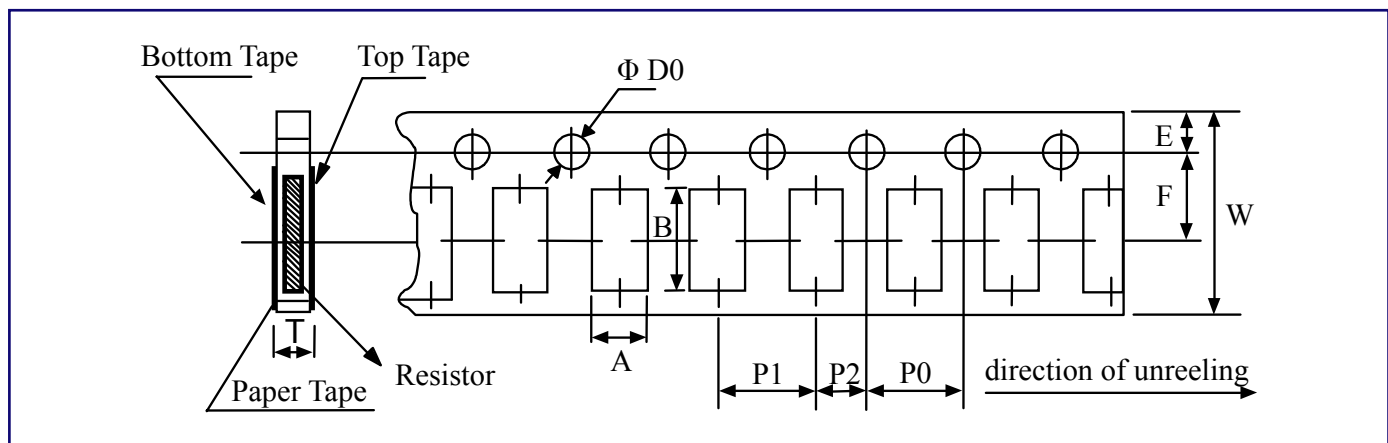 Bottom Tape
Top Tape
Φ D0
E
F
W
B
A
T
Resistor
Paper Tape
P1
P2
P0
direction of unreeling